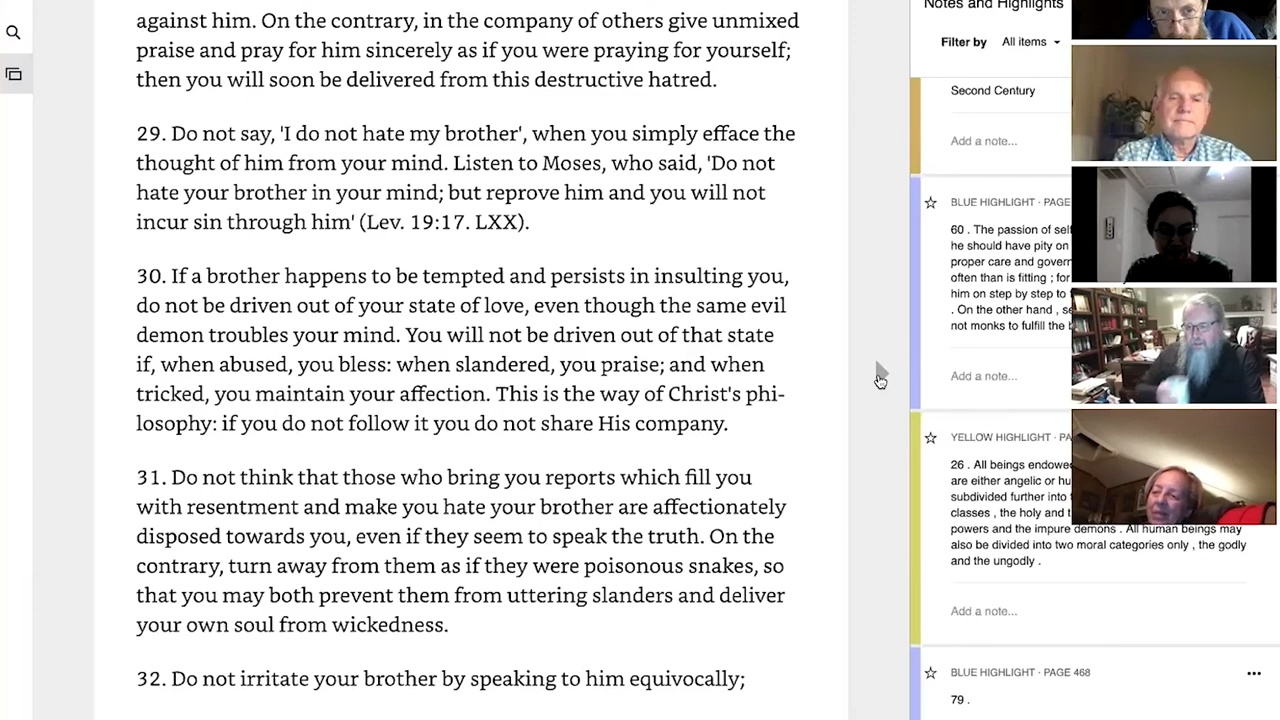 against him. On the contrary, in the company of others give unmixed
praise and pray for him sincerely as if you were praying for yourself;
then you will soon be delivered from this destructive hatred.
29. Do not say, 'I do not hate my brother', when you simply efface the
thought of him from your mind. Listen to Moses, who said, 'Do not
hate your brother in your mind; but reprove him and you will not
incur sin through him' (Lev. 19:17. LXX).
30. If a brother happens to be tempted and persists in insulting you,
do not be driven out of your state of love, even though the same evil
demon troubles your mind. You will not be driven out of that state
if, when abused, you bless: when slandered, you praise; and when
tricked, you maintain your affection. This is the way of Christ's phi-
losophy: if you do not follow it you do not share His company.
31. Do not think that those who bring you reports which fill you
with resentment and make you hate your brother are affectionately
disposed towards you, even if they seem to speak the truth. On the
contrary, turn away from them as if they were poisonous snakes, so
that you may both prevent them from uttering slanders and deliver
your own soul from wickedness.
32. Do not irritate your brother by speaking to him equivocally;
Notes and Highlights
Filter by All items
Second Century
Add a note...
BLUE HIGHLIGHT · PAGE
60 . The passion of
he should have pity on
proper care and
often than is fitting ; for
him on step by step to
. On the other hand ,
not monks to fulfill the
Add a note...
YELLOW HIGHLIGHT ·
26 . All beings endowed
are either angelic or
subdivided further into
classes , the holy and
powers and the impure demons . All human beings may
also be divided into two moral categories only , the godly
and the ungodly .
Add a note...
BLUE HIGHLIGHT · PAGE 468
79 .